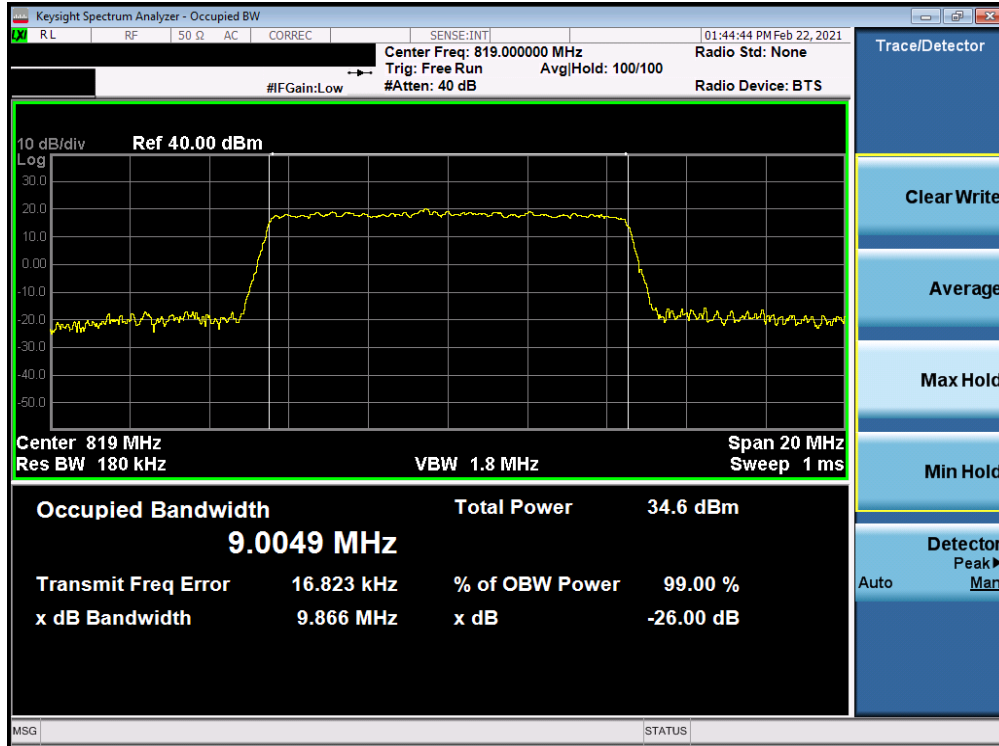 Keysight Spectrum Analyzer - Occupied BW
LXI RL RF 50 Ω AC CORREC SENSE:INT 01:44:44 PM Feb 22, 2021
Center Freq: 819.000000 MHz Radio Std: None
Trig: Free Run Avg|Hold: 100/100
#IFGain:Low #Atten: 40 dB Radio Device: BTS
Trace/Detector
10 dB/div Ref 40.00 dBm
Log
30.0
20.0
10.0
0.00
-10.0
-20.0
-30.0
-40.0
-50.0
Center 819 MHz Span 20 MHz
Res BW 180 kHz VBW 1.8 MHz Sweep 1 ms
Occupied Bandwidth Total Power 34.6 dBm
9.0049 MHz
Transmit Freq Error 16.823 kHz % of OBW Power 99.00 %
x dB Bandwidth 9.866 MHz x dB -26.00 dB
Clear Write
Average
Max Hold
Min Hold
Detector
Peak
Auto Man
MSG STATUS